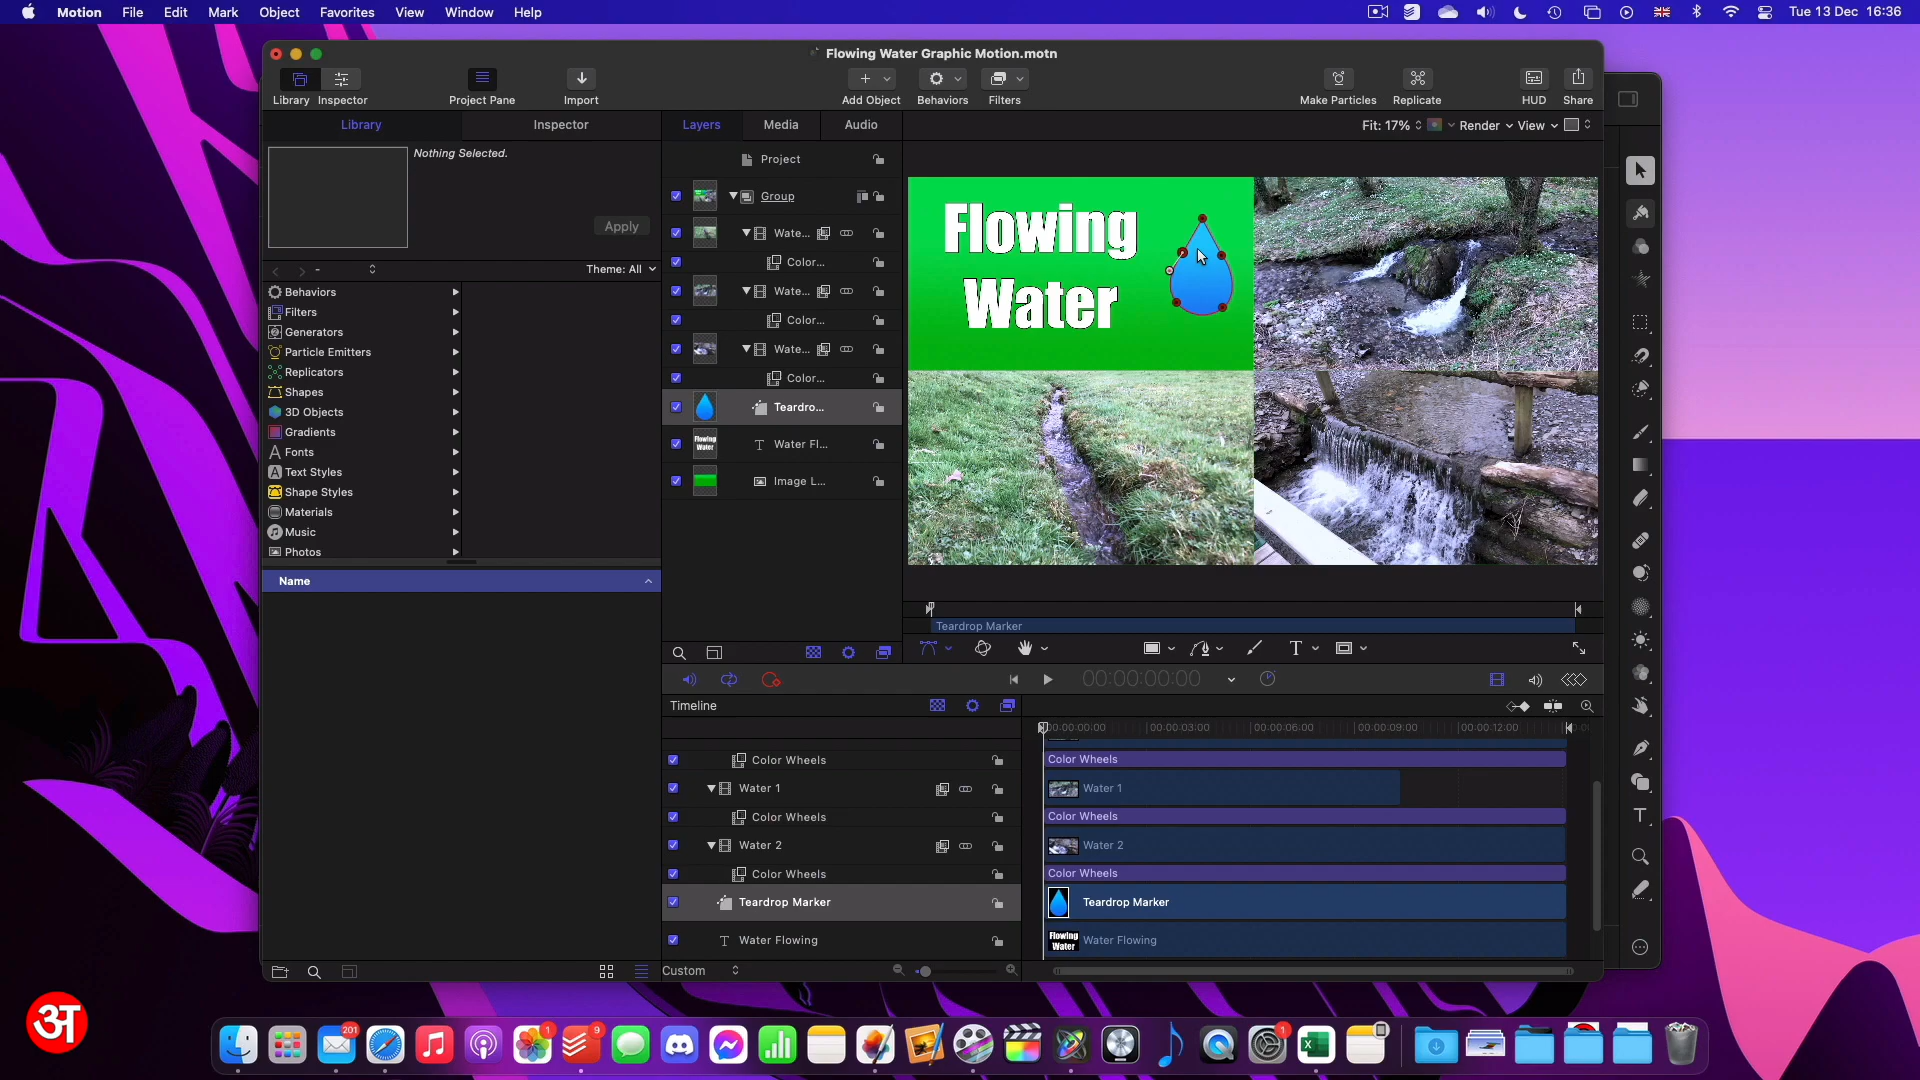 Motion File Edit Mark Object Favorites View Window Help
Tue 13 Dec 16:36
Flowing Water Graphic Motion.motn
Library Inspector
Project Pane
Import
Add Object
Behaviors
Filters
Make Particles
Replicate
HUD
Share
Library
Inspector
Layers
Media
Audio
Fit: 17%
Render
View
Nothing Selected.
Apply
-
Theme: All
Behaviors
Filters
Generators
Particle Emitters
Replicators
Shapes
3D Objects
Gradients
Fonts
Text Styles
Shape Styles
Materials
Music
Photos
Name
Project
Group
Wate...
Color...
Wate...
Color...
Wate...
Color...
Teardro...
Water Fl...
Image L...
Flowing
Water
Teardrop Marker
00:00:00:00
Timeline
00:00:00:00
00:00:03:00
00:00:06:00
00:00:09:00
00:00:12:00
Color Wheels
Water 1
Color Wheels
Water 2
Color Wheels
Teardrop Marker
Water Flowing
Color Wheels
Water 1
Color Wheels
Water 2
Color Wheels
Teardrop Marker
Flowing
Water
Water Flowing
Custom
अ
201
1
9
1